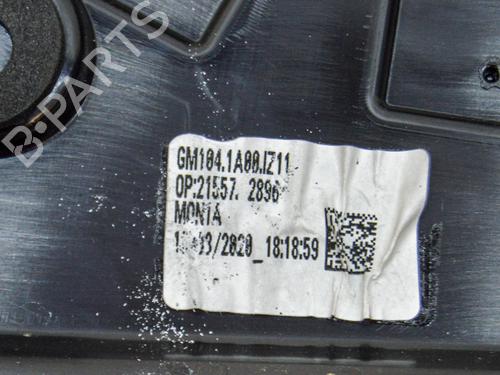 B-PARTS
GM104.1A00.IZ11
OP:21557. 2896
MONTA
/2020_18:18:59